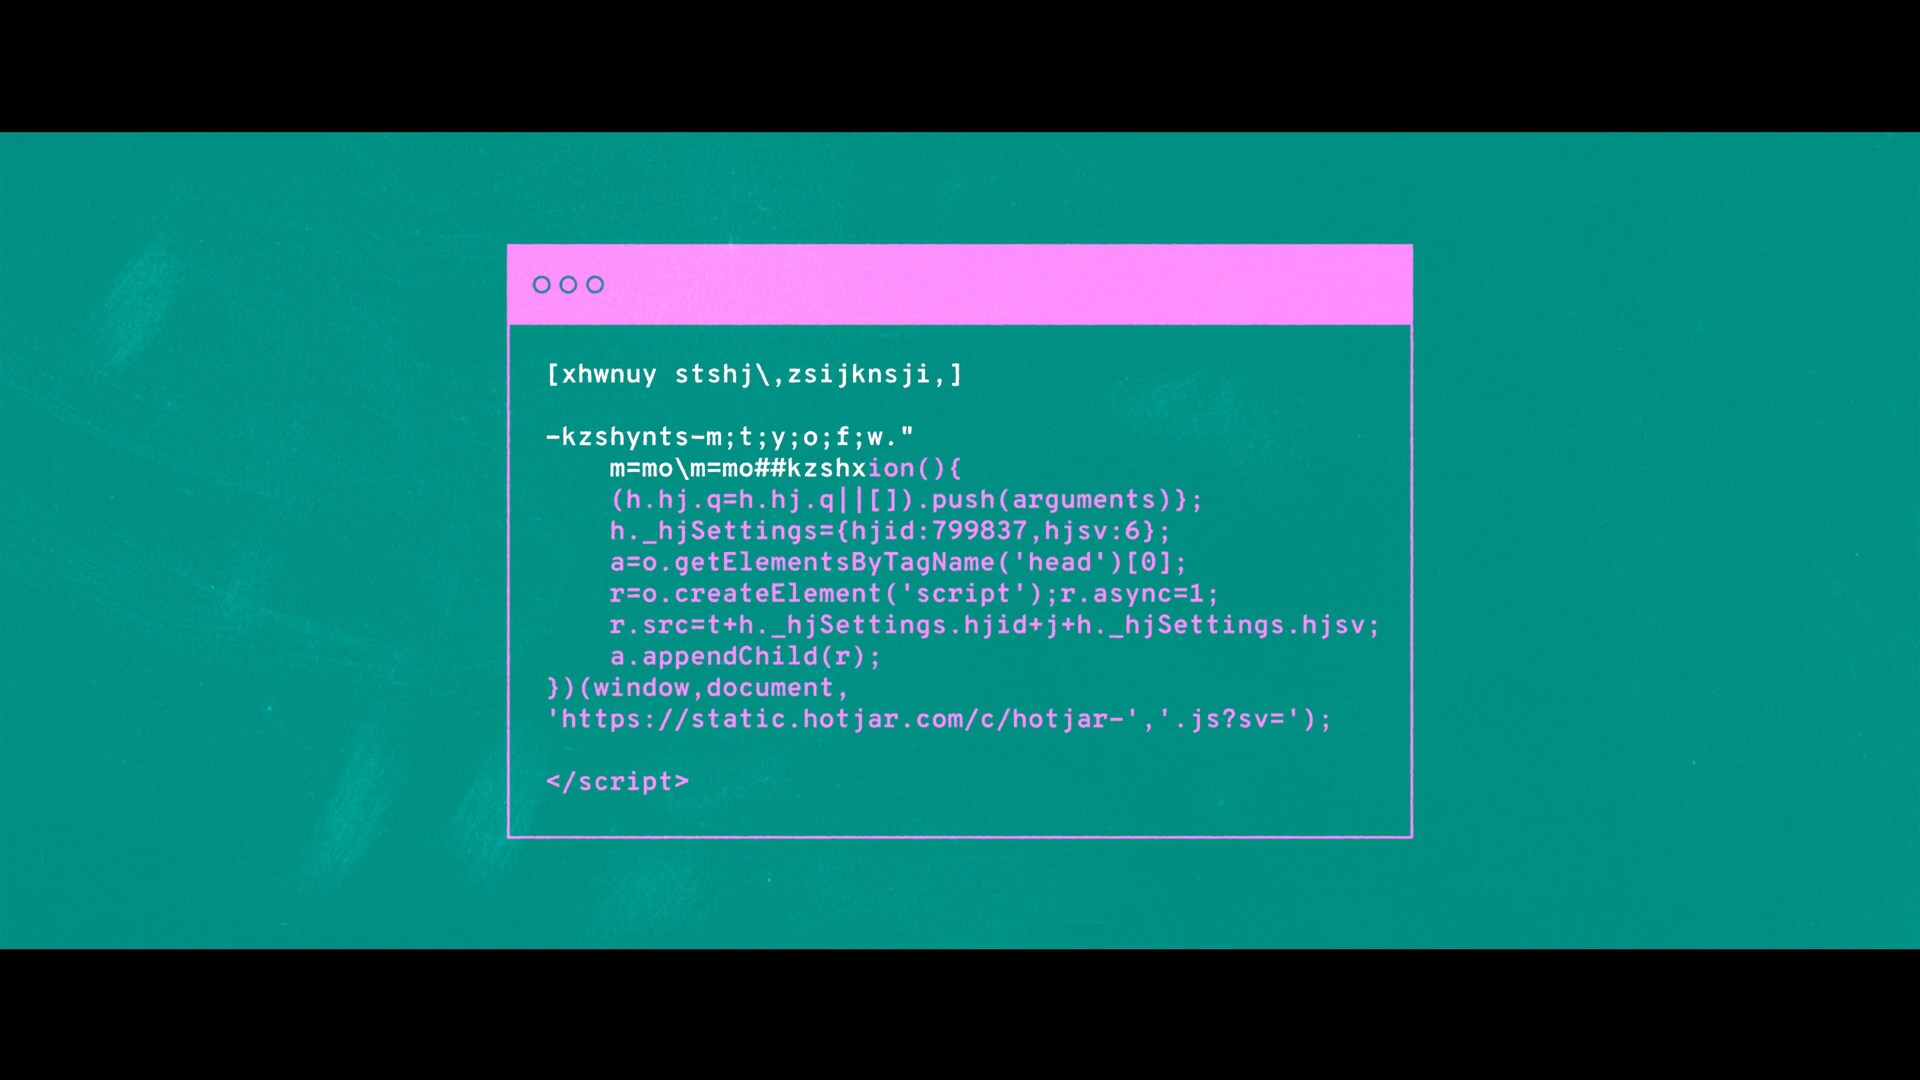 [xhwnuy stshj\,zsijknsji,]
-kzshynts-m;t;y;o;f;w."
m=mo\m=mo##kzshxion(){
(h.hj.q=h.hj.q||[]).push(arguments)};
h._hjSettings={hjid:799837,hjsv:6};
a=o.getElementsByTagName('head')[0];
r=o.createElement('script');r.async=1;
r.src=t+h._hjSettings.hjid+j+h._hjSettings.hjsv;
a.appendChild(r);
})(window,document,
'https://static.hotjar.com/c/hotjar-','.js?sv=');
</script>